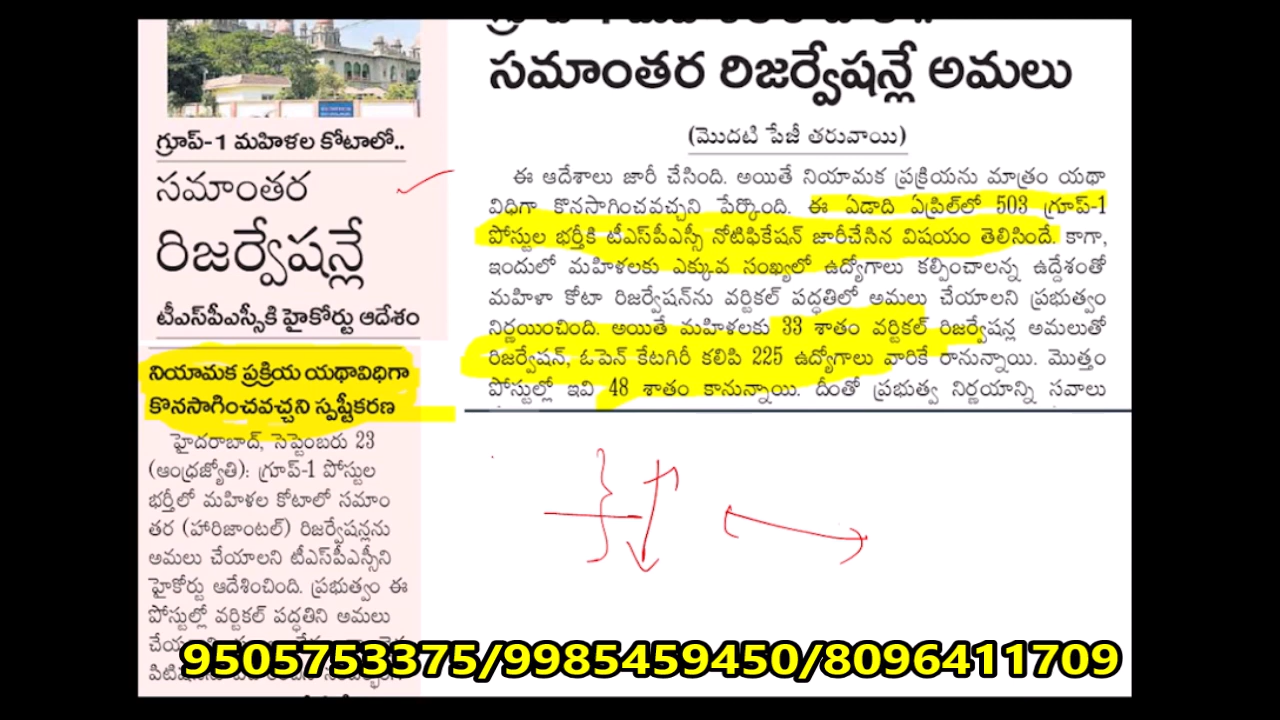 గ్రూప్-1 మహిళల కోటాలో..
సమాంతర
రిజర్వేషన్లే
టీఎస్‌పీఎస్సీకి హైకోర్టు ఆదేశం
నియామక ప్రక్రియ యథావిధిగా
కొనసాగించవచ్చని స్పష్టీకరణ
హైదరాబాద్, సెప్టెంబరు 23
(ఆంధ్రజ్యోతి): గ్రూప్-1 పోస్టుల
భర్తీలో మహిళల కోటాలో సమాం
తర (హారిజాంటల్) రిజర్వేషన్లను
అమలు చేయాలని టీఎస్‌పీఎస్సీని
హైకోర్టు ఆదేశించింది. ప్రభుత్వం ఈ
పోస్టుల్లో వర్టికల్ పద్ధతిని అమలు
సమాంతర రిజర్వేషన్లే అమలు
(మొదటి పేజీ తరువాయి)
ఈ ఆదేశాలు జారీ చేసింది. అయితే నియామక ప్రక్రియను మాత్రం యథా
విధిగా కొనసాగించవచ్చని పేర్కొంది. ఈ ఏడాది ఏప్రిల్‌లో 503 గ్రూప్-1
పోస్టుల భర్తీకి టీఎస్‌పీఎస్సీ నోటిఫికేషన్ జారీచేసిన విషయం తెలిసిందే. కాగా,
ఇందులో మహిళలకు ఎక్కువ సంఖ్యలో ఉద్యోగాలు కల్పించాలన్న ఉద్దేశంతో
మహిళా కోటా రిజర్వేషన్‌ను వర్టికల్ పద్ధతిలో అమలు చేయాలని ప్రభుత్వం
నిర్ణయించింది. అయితే మహిళలకు 33 శాతం వర్టికల్ రిజర్వేషన్ల అమలుతో
రిజర్వేషన్, ఓపెన్ కేటగిరీ కలిపి 225 ఉద్యోగాలు వారికే రానున్నాయి. మొత్తం
పోస్టుల్లో ఇవి 48 శాతం కానున్నాయి. దీంతో ప్రభుత్వ నిర్ణయాన్ని సవాలు
9505753375/9985459450/8096411709